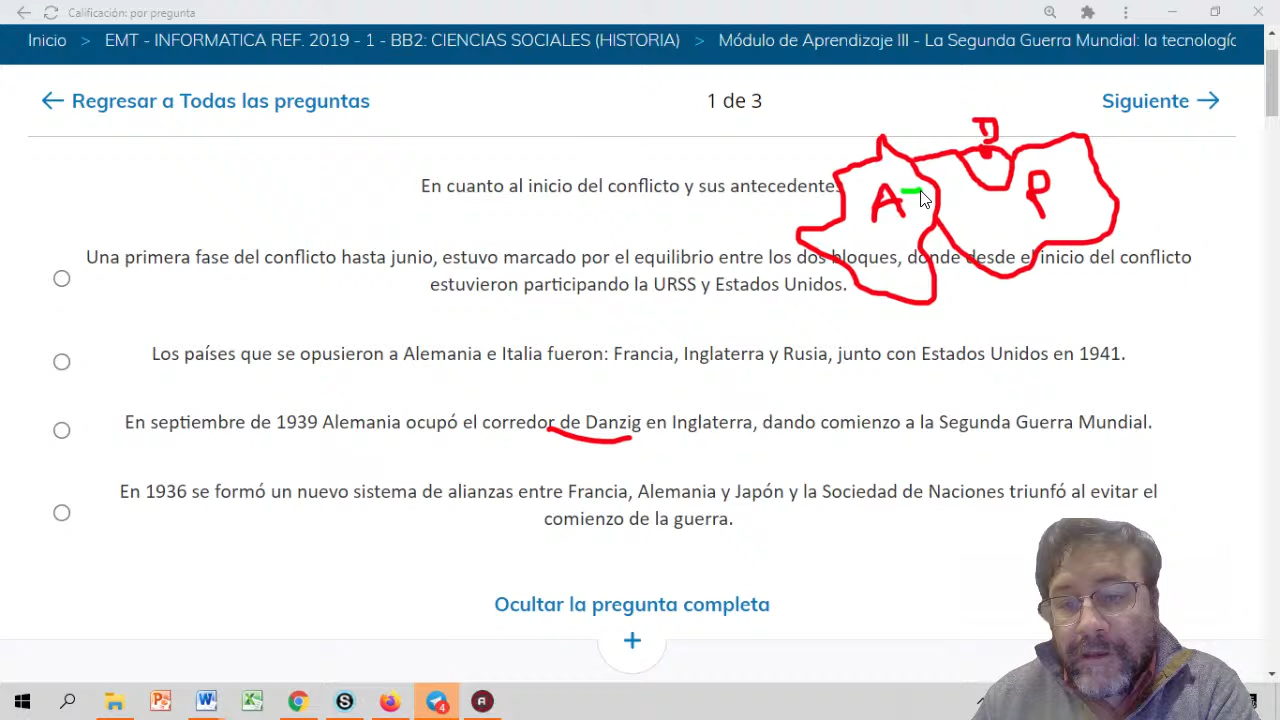 Calificación: por pregunta
Inicio > EMT - INFORMATICA REF. 2019 - 1 - BB2: CIENCIAS SOCIALES (HISTORIA) > Módulo de Aprendizaje III - La Segunda Guerra Mundial: la tecnologíc
Regresar a Todas las preguntas
1 de 3
Siguiente
D
En cuanto al inicio del conflicto y sus antecedentes
A
P
Una primera fase del conflicto hasta junio, estuvo marcado por el equilibrio entre los dos bloques, donde desde el inicio del conflicto
estuvieron participando la URSS y Estados Unidos.
Los países que se opusieron a Alemania e Italia fueron: Francia, Inglaterra y Rusia, junto con Estados Unidos en 1941.
En septiembre de 1939 Alemania ocupó el corredor de Danzig en Inglaterra, dando comienzo a la Segunda Guerra Mundial.
En 1936 se formó un nuevo sistema de alianzas entre Francia, Alemania y Japón y la Sociedad de Naciones triunfó al evitar el
comienzo de la guerra.
Ocultar la pregunta completa
4